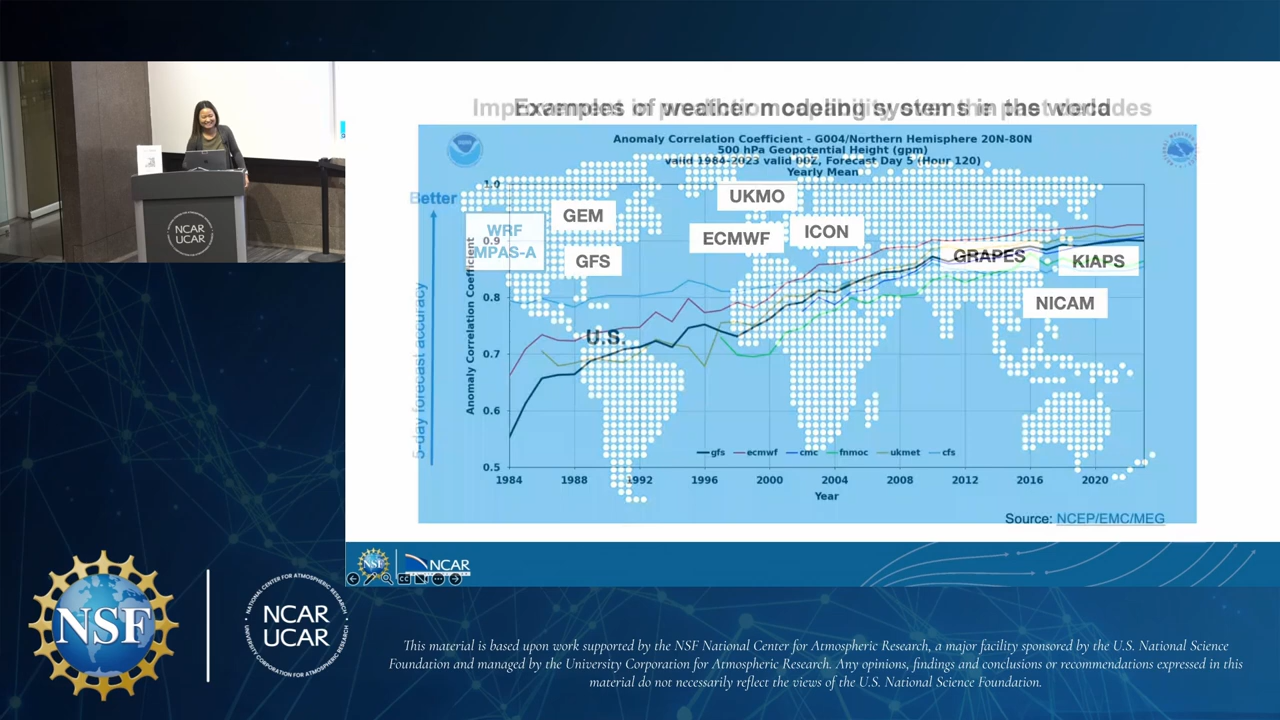 Examples of weather modeling systems in the world
Anomaly Correlation Coefficient - G004/Northern Hemisphere 20N-80N
500 hPa Geopotential Height (gpm)
valid 1984-2023 valid 00Z, Forecast Day 5 (Hour 120)
Yearly Mean
Better
5-day forecast accuracy
Anomaly Correlation Coefficient
1.0
0.9
0.8
0.7
0.6
0.5
UKMO
GEM
WRF
MPAS-A
ECMWF
ICON
GFS
GRAPES
KIAPS
NICAM
U.S.
gfs ecmwf cmc fnmoc ukmet cfs
1984 1988 1992 1996 2000 2004 2008 2012 2016 2020
Year
Source: NCEP/EMC/MEG
NCAR
UCAR
NSF
NCAR
NSF
NATIONAL CENTER FOR ATMOSPHERIC RESEARCH
NCAR
UCAR
UNIVERSITY CORPORATION FOR ATMOSPHERIC RESEARCH
This material is based upon work supported by the NSF National Center for Atmospheric Research, a major facility sponsored by the U.S. National Science
Foundation and managed by the University Corporation for Atmospheric Research. Any opinions, findings and conclusions or recommendations expressed in this
material do not necessarily reflect the views of the U.S. National Science Foundation.